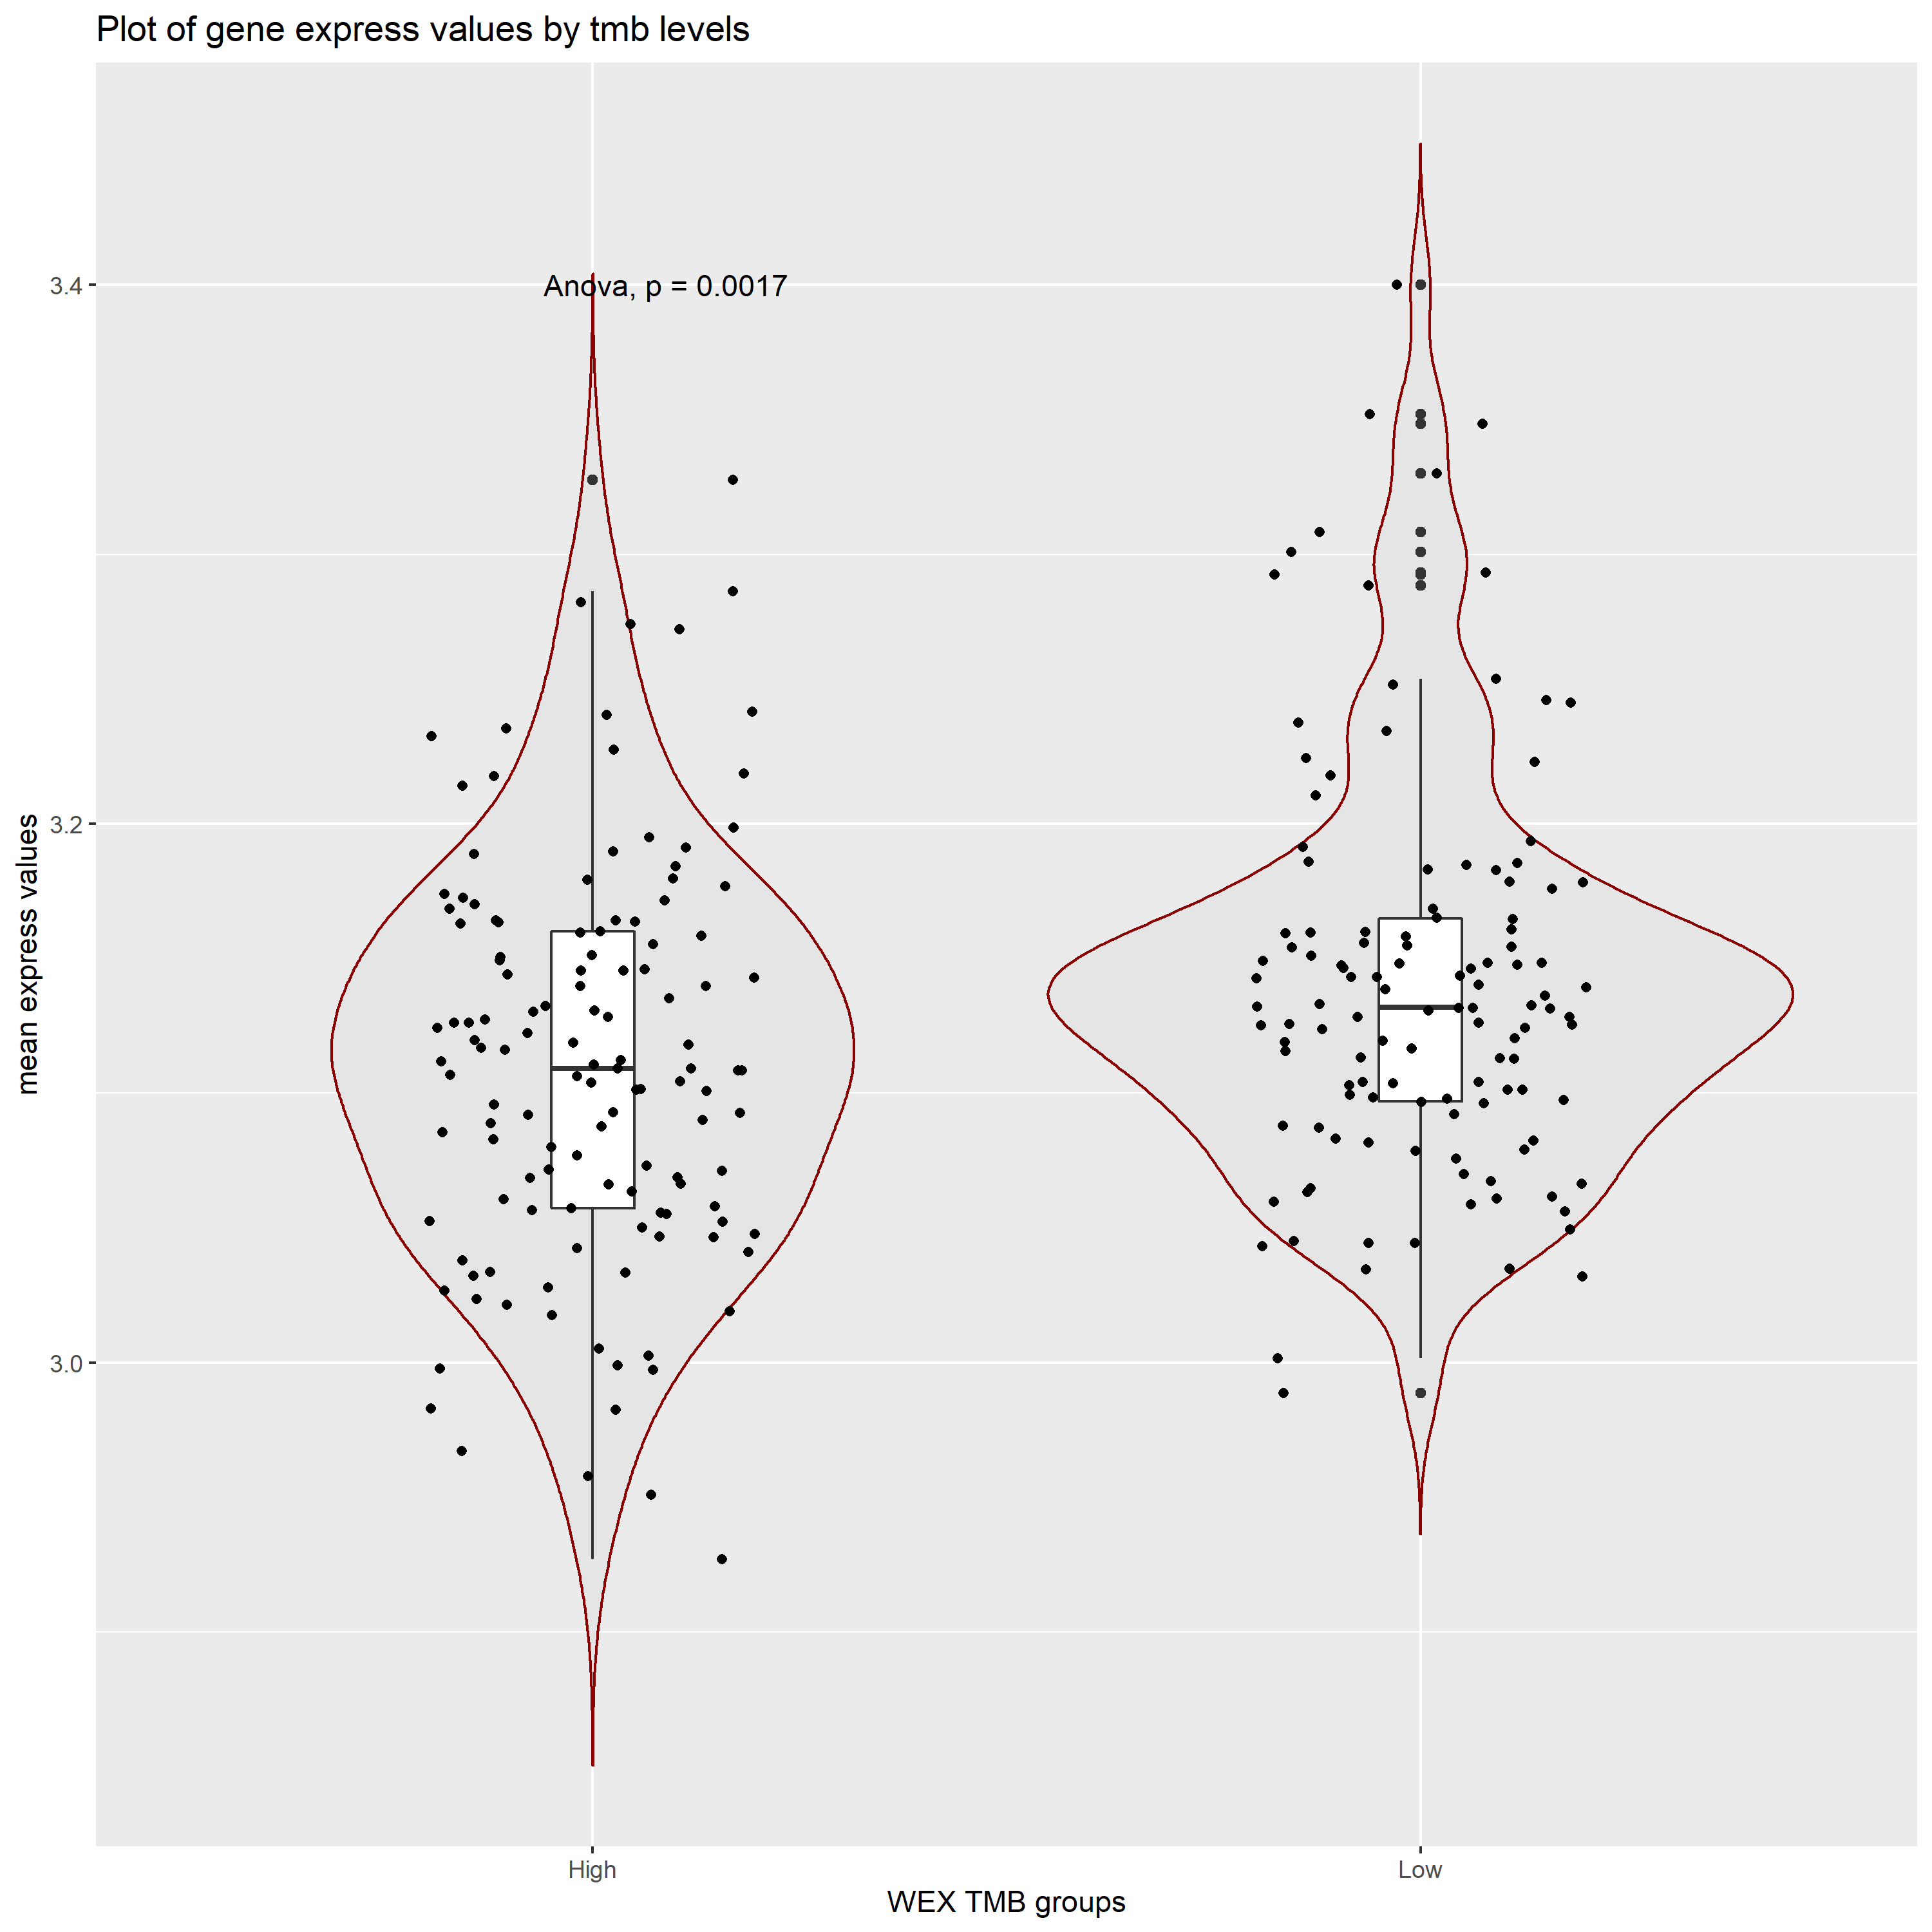 Plot of gene express values by tmb levels
Anova, p = 0.0017
3.4
3.2
3.0
mean express values
High
Low
WEX TMB groups